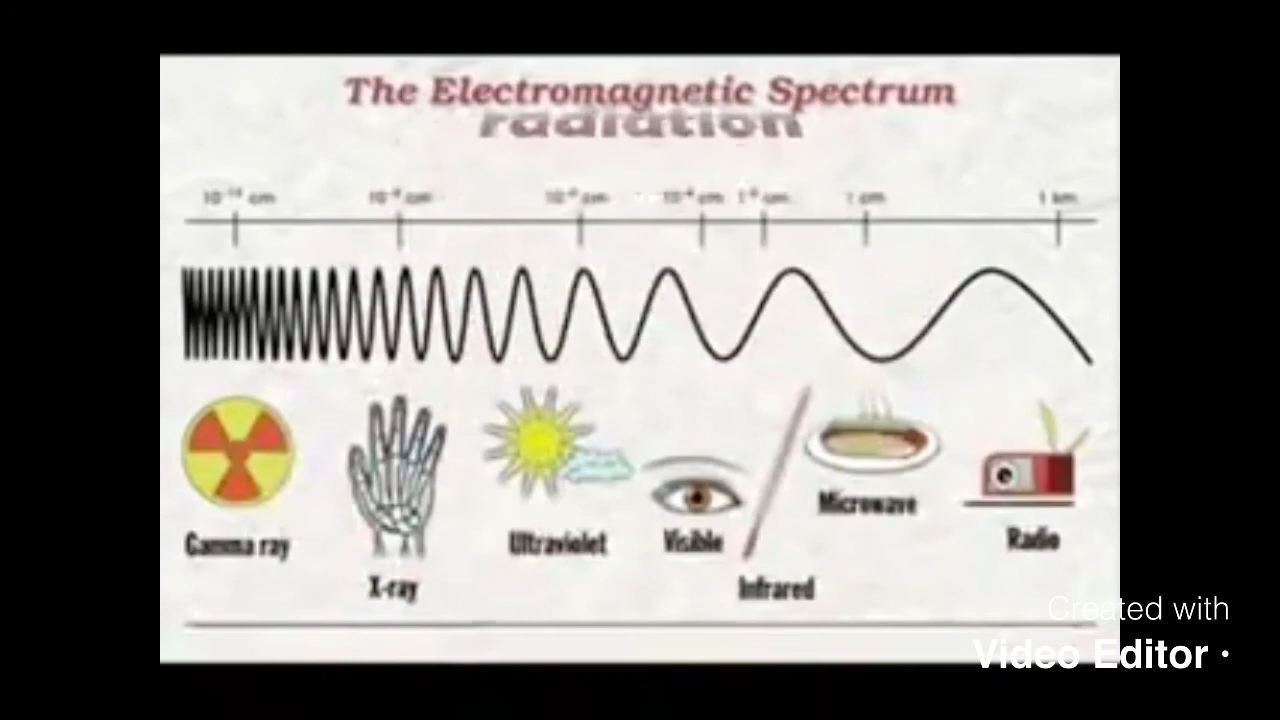 The Electromagnetic Spectrum
radiation
1 cm
1 km
Gamma ray
X-ray
Ultraviolet
Visible
Infrared
Microwave
Radio
Created with
Video Editor ·